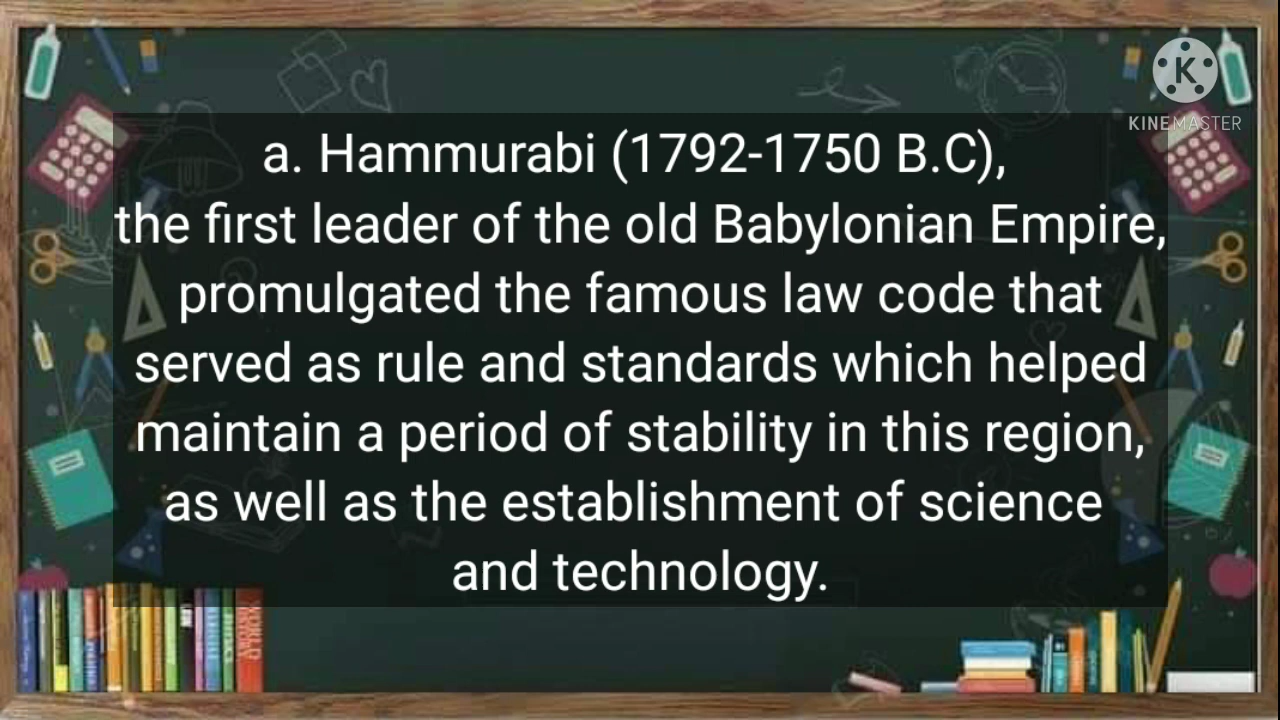 KINEMASTER
a. Hammurabi (1792-1750 B.C),
the first leader of the old Babylonian Empire,
promulgated the famous law code that
served as rule and standards which helped
maintain a period of stability in this region,
as well as the establishment of science
and technology.
WORLD
HISTORY